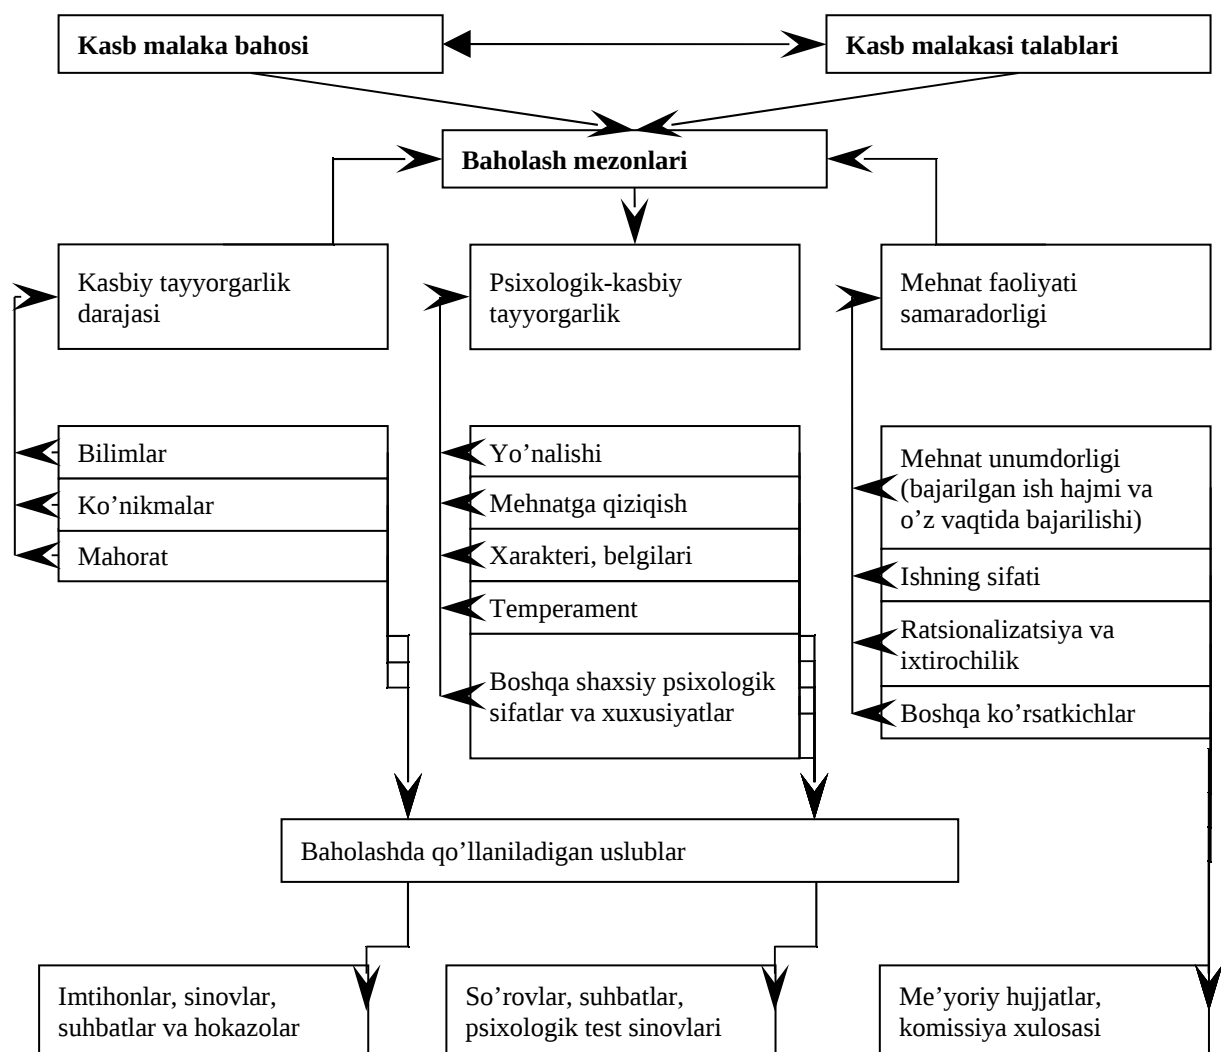 Kasb malaka bahosi
Kasb malakasi talablari
Baholash mezonlari
Kasbiy tayyorgarlik
darajasi
Psixologik-kasbiy
tayyorgarlik
Mehnat faoliyati
samaradorligi
Bilimlar
Ko’nikmalar
Mahorat
Yo’nalishi
Mehnatga qiziqish
Xarakteri, belgilari
Temperament
Boshqa shaxsiy psixologik
sifatlar va xuxusiyatlar
Mehnat unumdorligi
(bajarilgan ish hajmi va
o’z vaqtida bajarilishi)
Ishning sifati
Ratsionalizatsiya va
ixtirochilik
Boshqa ko’rsatkichlar
Baholashda qo’llaniladigan uslublar
Imtihonlar, sinovlar,
suhbatlar va hokazolar
So’rovlar, suhbatlar,
psixologik test sinovlari
Me’yoriy hujjatlar,
komissiya xulosasi